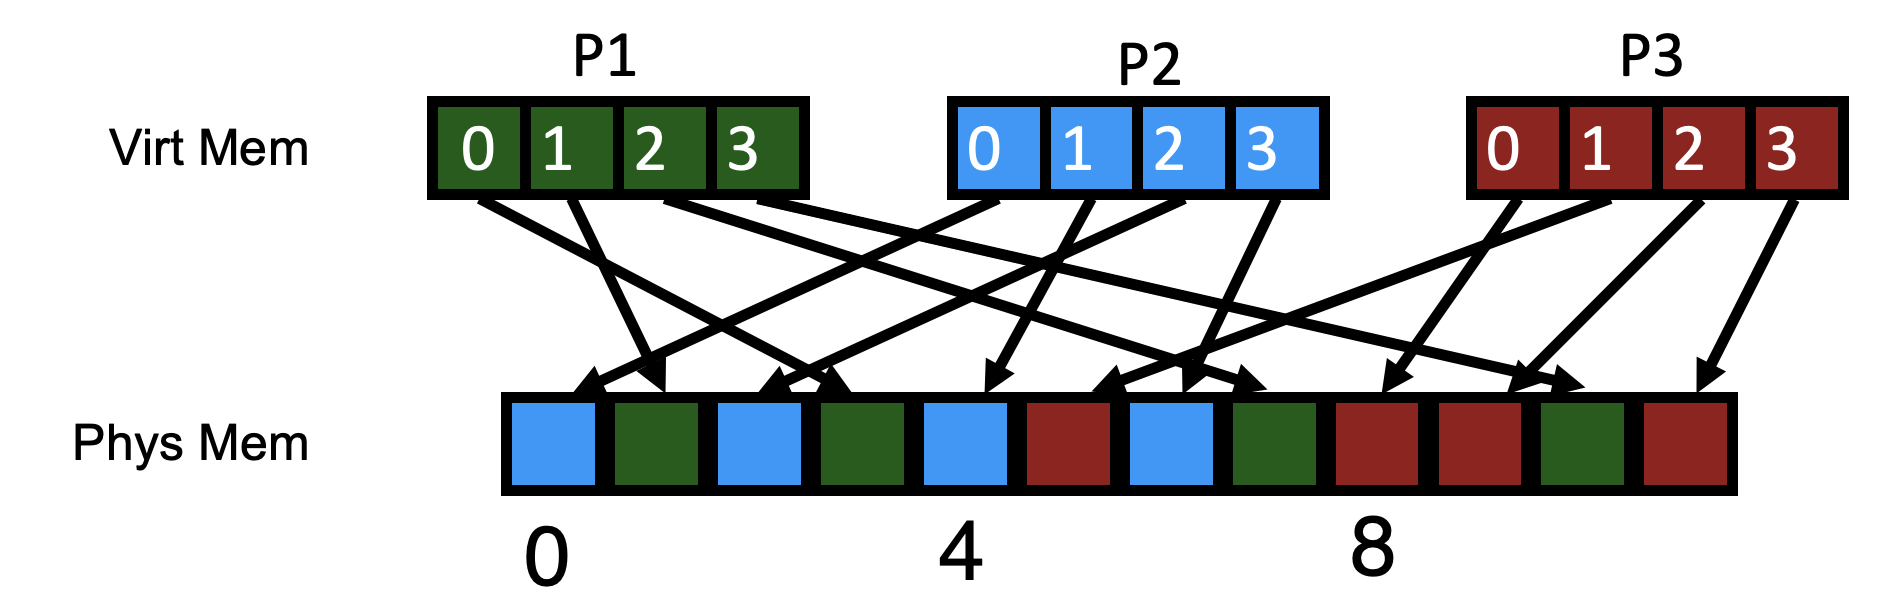 P1 P2 P3
Virt Mem 0 1 2 3 0 1 2 3 0 1 2 3
Phys Mem
0 4 8